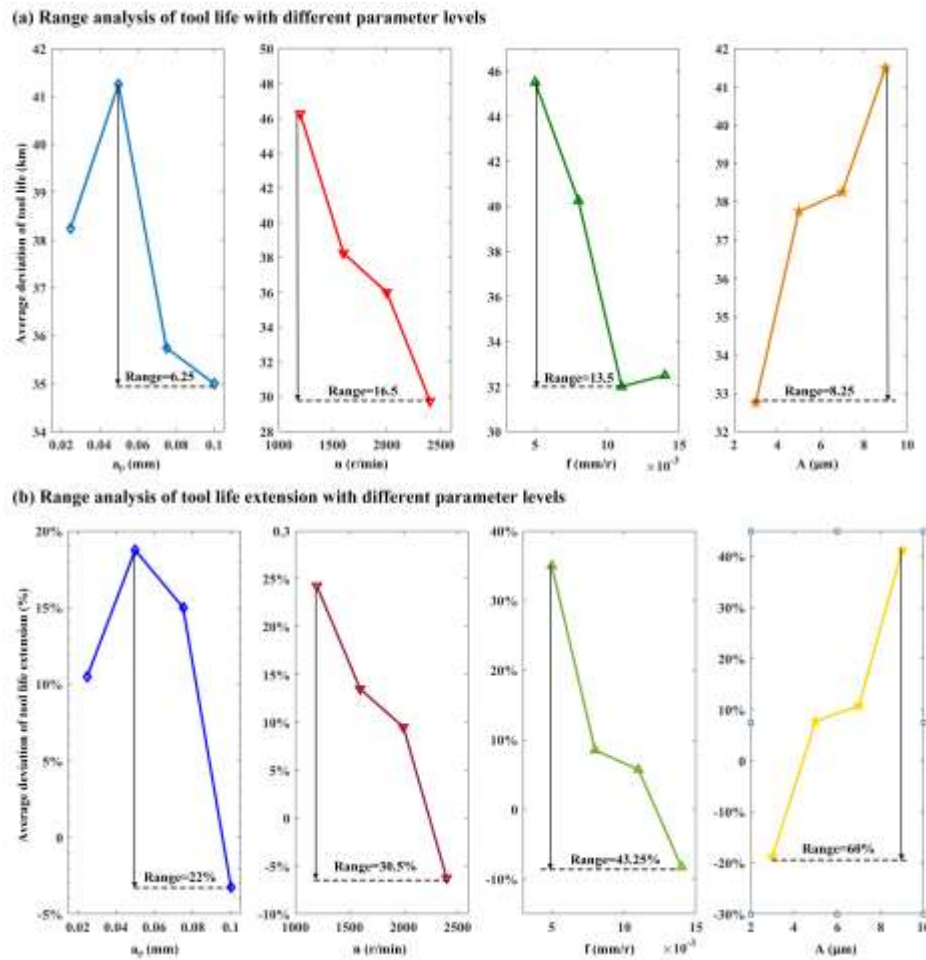 (a) Range analysis of tool life with different parameter levels
Average deviation of tool life (km)
42
41
40
39
38
37
36
35
34
Range=6.25
0.02 0.04 0.06 0.08 0.1
aₚ (mm)
50
48
46
44
42
40
38
36
34
32
30
28
Range=16.5
1000 1500 2000 2500
n (r/min)
46
44
42
40
38
36
34
32
30
Range=13.5
5 10 15
f (mm/r) ×10⁻³
42
41
40
39
38
37
36
35
34
33
32
Range=8.25
2 4 6 8 10
A (μm)
(b) Range analysis of tool life extension with different parameter levels
Average deviation of tool life extension (%)
20%
15%
10%
5%
0
-5%
Range=22%
0.02 0.04 0.06 0.08 0.1
aₚ (mm)
0.3
25%
20%
15%
10%
5%
0
-5%
-10%
Range=30.5%
1000 1500 2000 2500
n (r/min)
40%
30%
20%
10%
0
-10%
Range=43.25%
5 10 15
f (mm/r) ×10⁻³
40%
30%
20%
10%
0
-10%
-20%
-30%
Range=60%
2 4 6 8 10
A (μm)